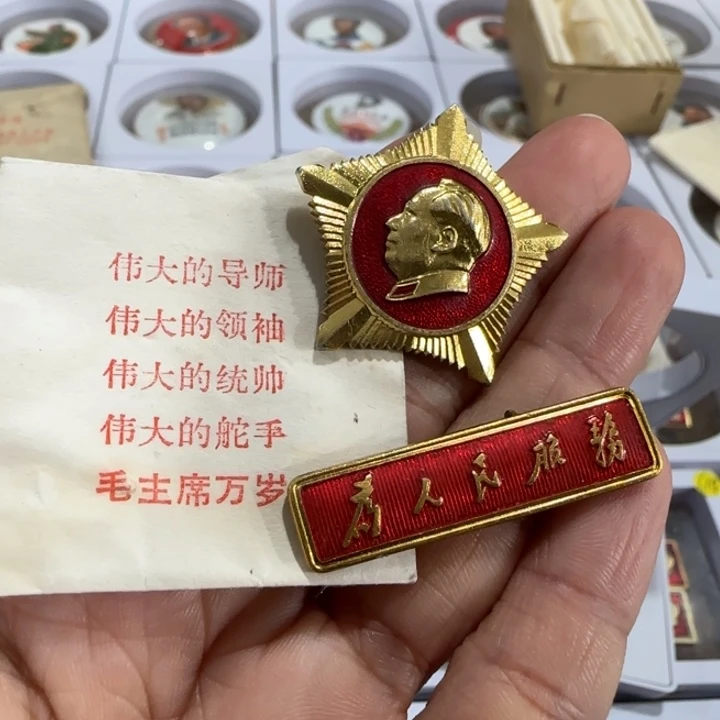 伟大的导师
伟大的领袖
伟大的统帅
伟大的舵手
毛主席万岁
为人民服務